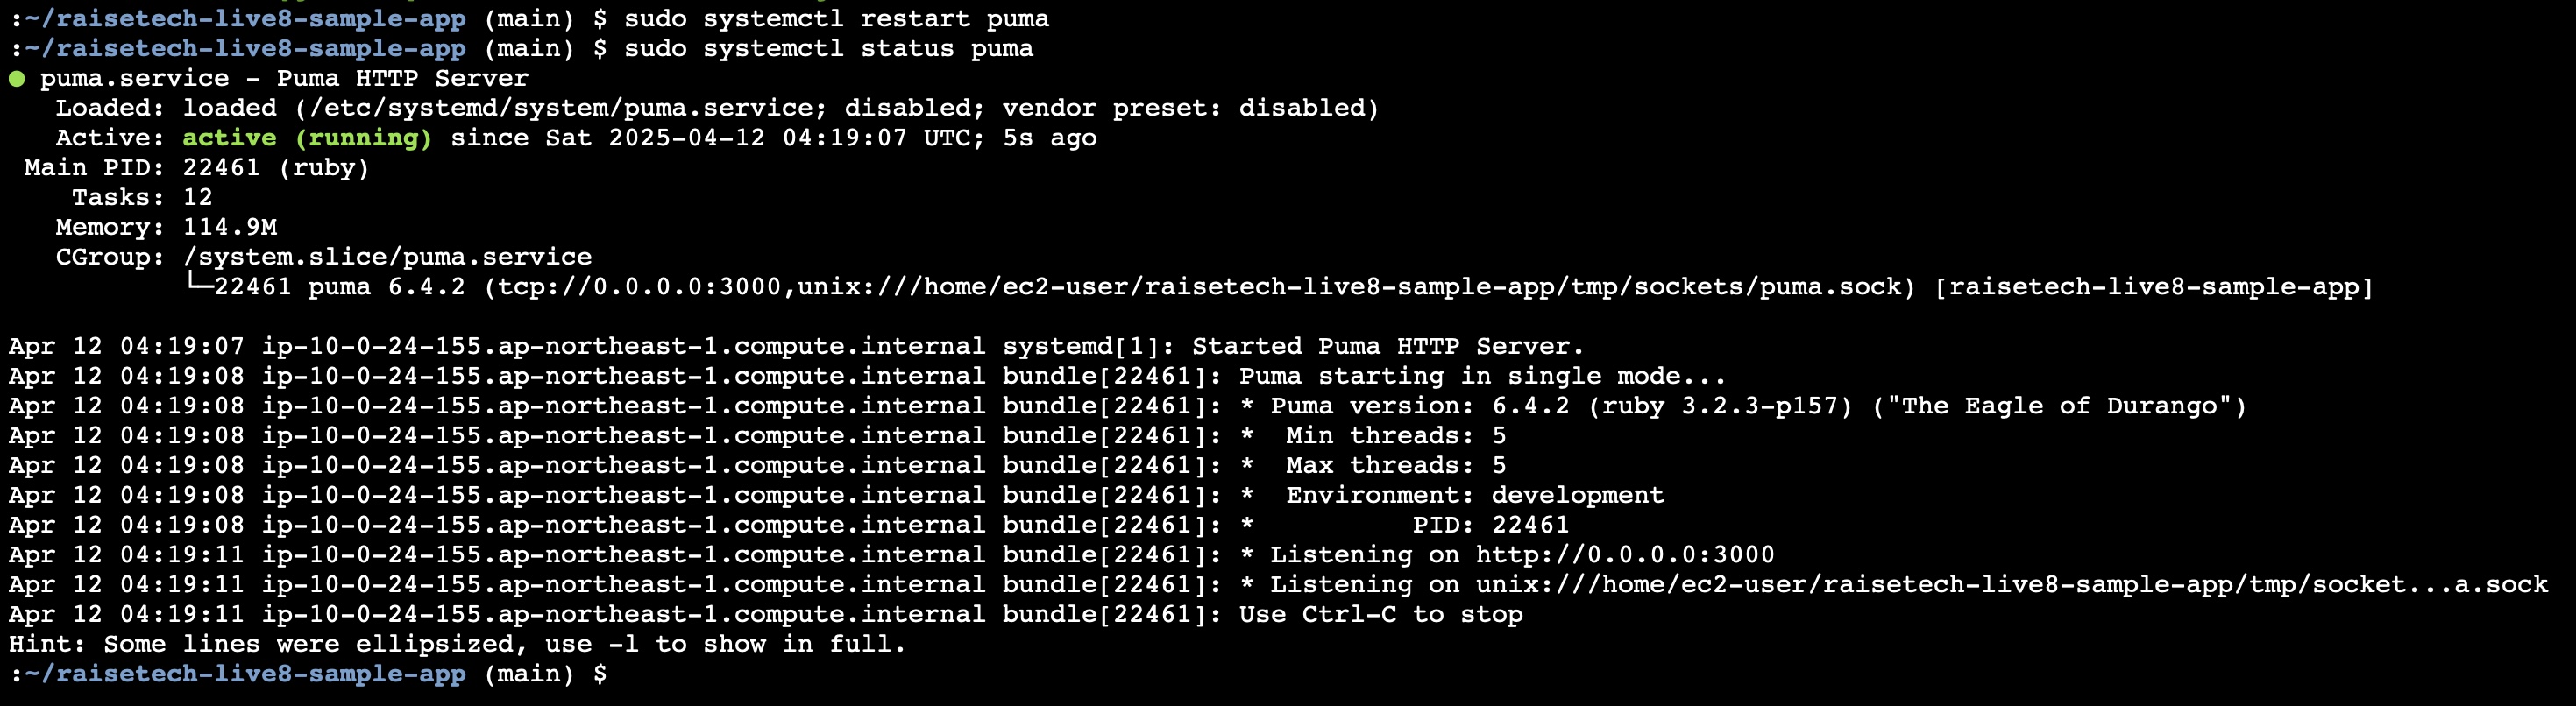 :~/raisetech-live8-sample-app (main) $ sudo systemctl restart puma
:~/raisetech-live8-sample-app (main) $ sudo systemctl status puma
● puma.service - Puma HTTP Server
   Loaded: loaded (/etc/systemd/system/puma.service; disabled; vendor preset: disabled)
   Active: active (running) since Sat 2025-04-12 04:19:07 UTC; 5s ago
 Main PID: 22461 (ruby)
    Tasks: 12
   Memory: 114.9M
   CGroup: /system.slice/puma.service
           └─22461 puma 6.4.2 (tcp://0.0.0.0:3000,unix:///home/ec2-user/raisetech-live8-sample-app/tmp/sockets/puma.sock) [raisetech-live8-sample-app]

Apr 12 04:19:07 ip-10-0-24-155.ap-northeast-1.compute.internal systemd[1]: Started Puma HTTP Server.
Apr 12 04:19:08 ip-10-0-24-155.ap-northeast-1.compute.internal bundle[22461]: Puma starting in single mode...
Apr 12 04:19:08 ip-10-0-24-155.ap-northeast-1.compute.internal bundle[22461]: * Puma version: 6.4.2 (ruby 3.2.3-p157) ("The Eagle of Durango")
Apr 12 04:19:08 ip-10-0-24-155.ap-northeast-1.compute.internal bundle[22461]: *  Min threads: 5
Apr 12 04:19:08 ip-10-0-24-155.ap-northeast-1.compute.internal bundle[22461]: *  Max threads: 5
Apr 12 04:19:08 ip-10-0-24-155.ap-northeast-1.compute.internal bundle[22461]: *  Environment: development
Apr 12 04:19:08 ip-10-0-24-155.ap-northeast-1.compute.internal bundle[22461]: *          PID: 22461
Apr 12 04:19:11 ip-10-0-24-155.ap-northeast-1.compute.internal bundle[22461]: * Listening on http://0.0.0.0:3000
Apr 12 04:19:11 ip-10-0-24-155.ap-northeast-1.compute.internal bundle[22461]: * Listening on unix:///home/ec2-user/raisetech-live8-sample-app/tmp/socket...a.sock
Apr 12 04:19:11 ip-10-0-24-155.ap-northeast-1.compute.internal bundle[22461]: Use Ctrl-C to stop
Hint: Some lines were ellipsized, use -l to show in full.
:~/raisetech-live8-sample-app (main) $